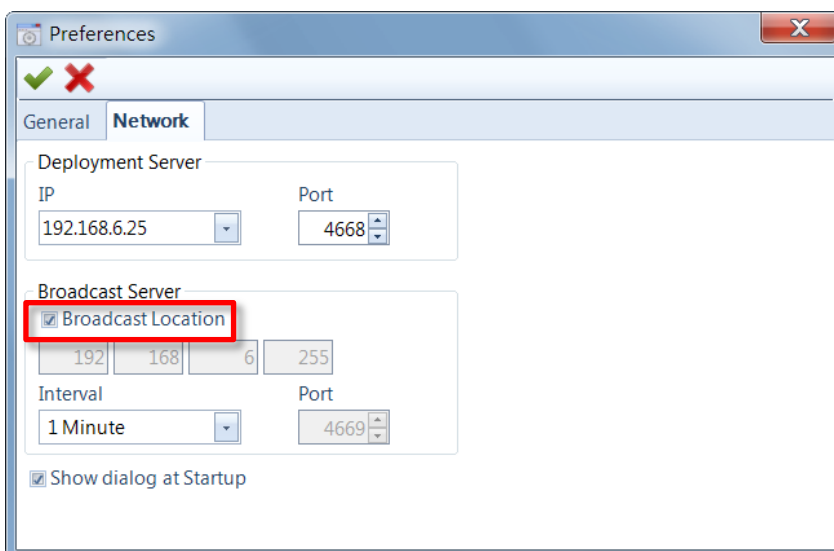 Preferences
X
General Network
Deployment Server
IP Port
192.168.6.25 4668
Broadcast Server
Broadcast Location
192 168 6 255
Interval Port
1 Minute 4669
Show dialog at Startup